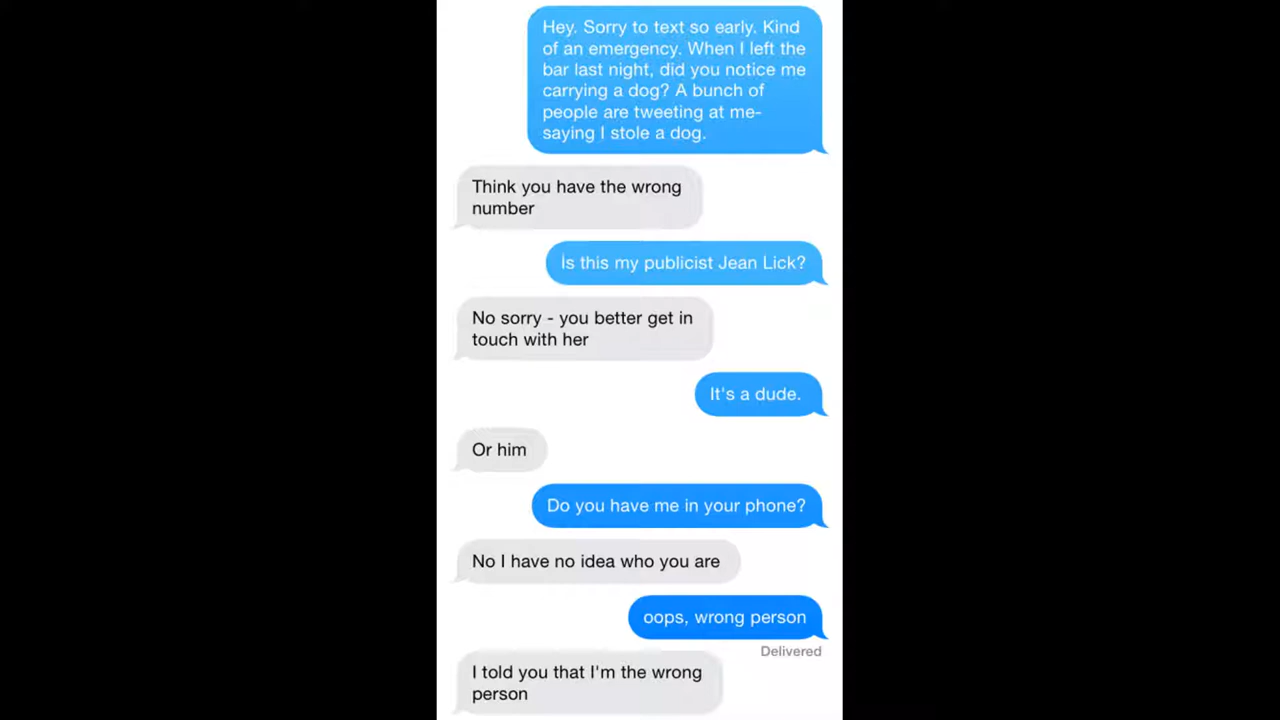 Hey. Sorry to text so early. Kind
of an emergency. When I left the
bar last night, did you notice me
carrying a dog? A bunch of
people are tweeting at me-
saying I stole a dog.
Think you have the wrong
number
Is this my publicist Jean Lick?
No sorry - you better get in
touch with her
It's a dude.
Or him
Do you have me in your phone?
No I have no idea who you are
oops, wrong person
Delivered
I told you that I'm the wrong
person